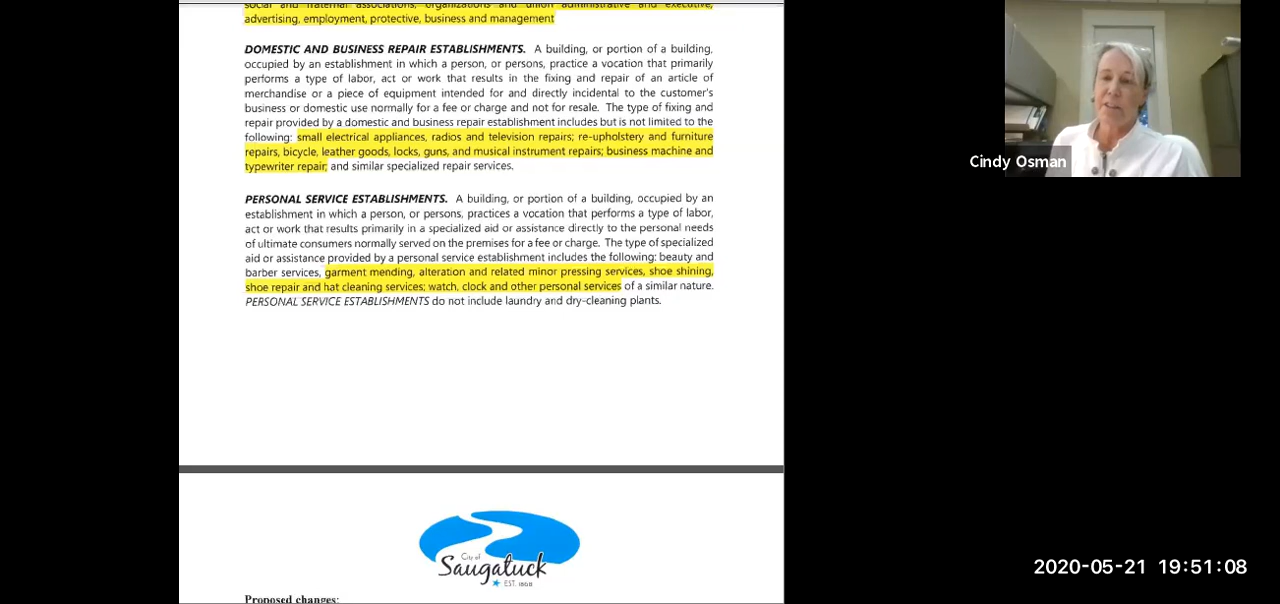 social and fraternal associations, organizations and union administrative and executive,
advertising, employment, protective, business and management
DOMESTIC AND BUSINESS REPAIR ESTABLISHMENTS. A building, or portion of a building,
occupied by an establishment in which a person, or persons, practice a vocation that primarily
performs a type of labor, act or work that results in the fixing and repair of an article of
merchandise or a piece of equipment intended for and directly incidental to the customer's
business or domestic use normally for a fee or charge and not for resale. The type of fixing and
repair provided by a domestic and business repair establishment includes but is not limited to the
following: small electrical appliances, radios and television repairs; re-upholstery and furniture
repairs, bicycle, leather goods, locks, guns, and musical instrument repairs; business machine and
typewriter repair; and similar specialized repair services.
PERSONAL SERVICE ESTABLISHMENTS. A building, or portion of a building, occupied by an
establishment in which a person, or persons, practices a vocation that performs a type of labor,
act or work that results primarily in a specialized aid or assistance directly to the personal needs
of ultimate consumers normally served on the premises for a fee or charge. The type of specialized
aid or assistance provided by a personal service establishment includes the following: beauty and
barber services, garment mending, alteration and related minor pressing services, shoe shining,
shoe repair and hat cleaning services; watch, clock and other personal services of a similar nature.
PERSONAL SERVICE ESTABLISHMENTS do not include laundry and dry-cleaning plants.
City of
Saugatuck
EST. 1868
Proposed changes:
Cindy Osman
2020-05-21 19:51:08